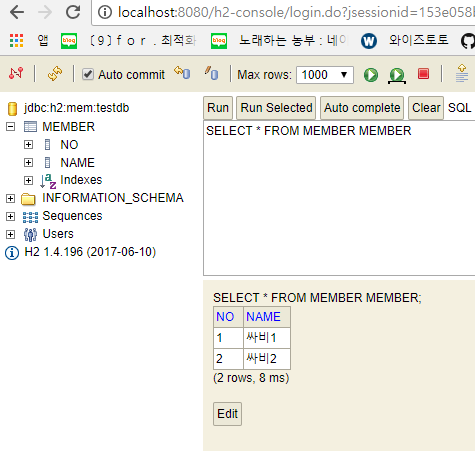 localhost:8080/h2-console/login.do?jsessionid=153e058
앱 (9)for.최적화 blog 노래하는 농부 : 네 W 와이즈토토
Auto commit Max rows: 1000
jdbc:h2:mem:testdb
MEMBER
NO
NAME
Indexes
INFORMATION_SCHEMA
Sequences
Users
H2 1.4.196 (2017-06-10)
Run Run Selected Auto complete Clear SQL
SELECT * FROM MEMBER MEMBER
SELECT * FROM MEMBER MEMBER;
NO NAME
1 싸비1
2 싸비2
(2 rows, 8 ms)
Edit